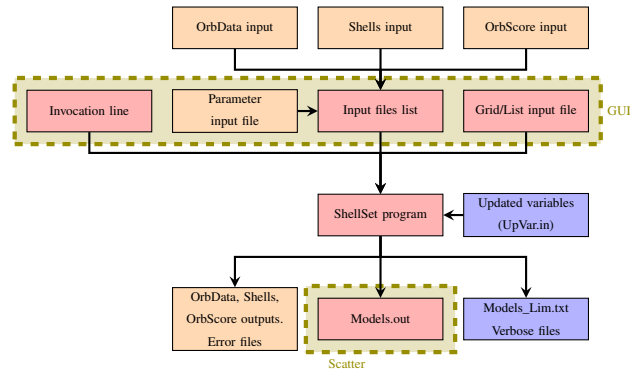 OrbData input
Shells input
OrbScore input
Invocation line
Parameter
input file
Input files list
Grid/List input file
GUI
ShellSet program
Updated variables
(UpVar.in)
OrbData, Shells,
OrbScore outputs.
Error files
Models.out
Models_Lim.txt
Verbose files
Scatter